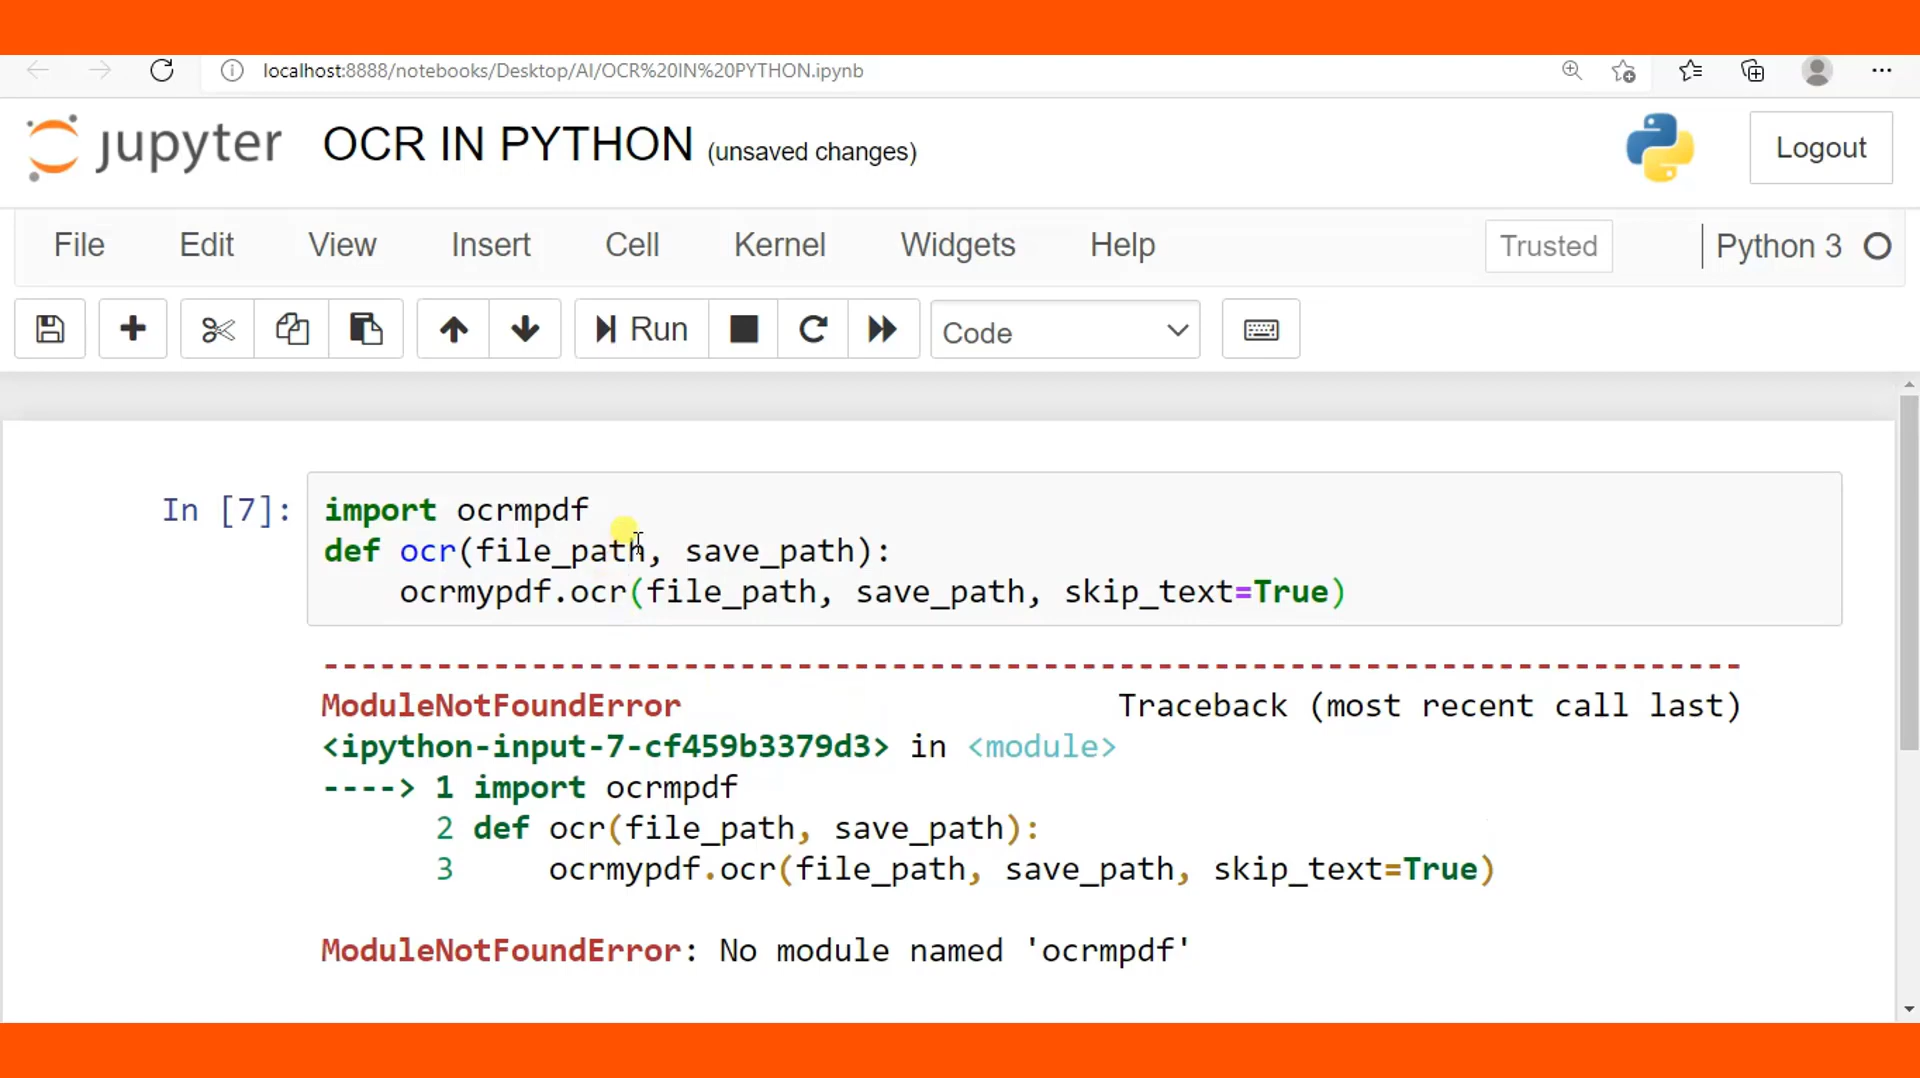 localhost:8888/notebooks/Desktop/AI/OCR%20IN%20PYTHON.ipynb
jupyter OCR IN PYTHON (unsaved changes) Logout
File Edit View Insert Cell Kernel Widgets Help Trusted Python 3
Run Code
In [7]: import ocrmpdf
def ocr(file_path, save_path):
    ocrmypdf.ocr(file_path, save_path, skip_text=True)
---------------------------------------------------------------------------
ModuleNotFoundError Traceback (most recent call last)
<ipython-input-7-cf459b3379d3> in <module>
----> 1 import ocrmpdf
2 def ocr(file_path, save_path):
3     ocrmypdf.ocr(file_path, save_path, skip_text=True)
ModuleNotFoundError: No module named 'ocrmpdf'